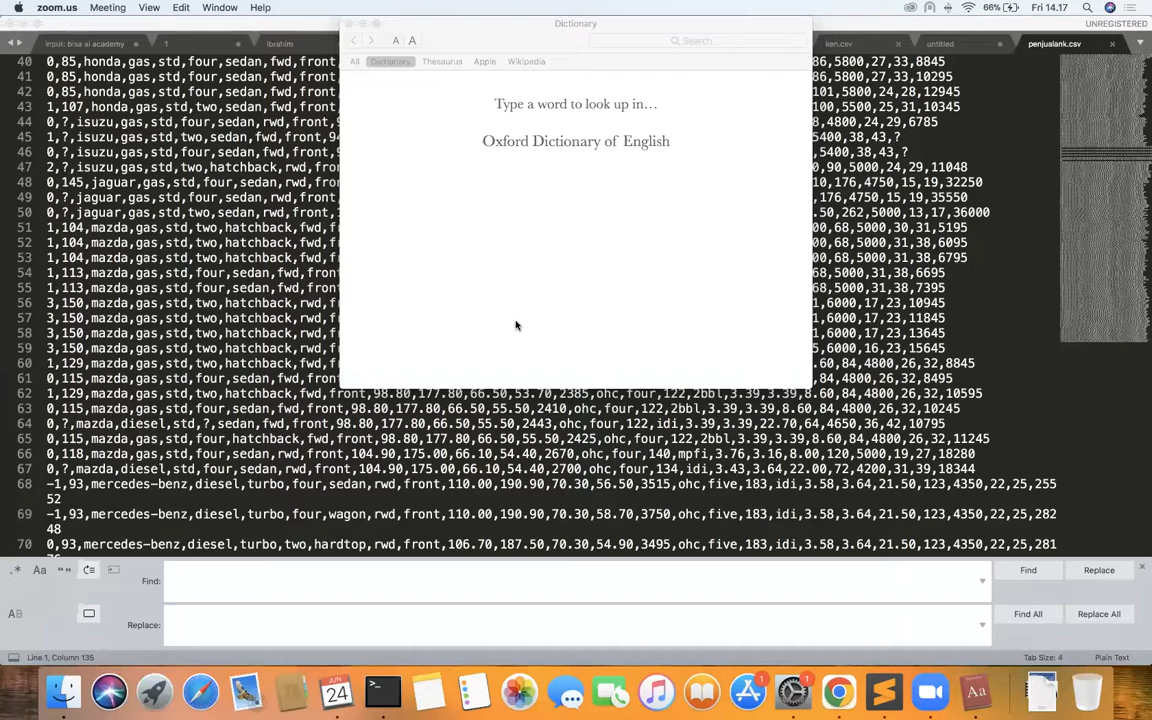 zoom.us Meeting View Edit Window Help 66% Fri 14.17
Dictionary UNREGISTERED
input: bisa ai academy 1 Ibrahim ken.csv untitled penjualank.csv
A A Search
All Dictionary Thesaurus Apple Wikipedia
Type a word to look up in…
Oxford Dictionary of English
40 0,85,honda,gas,std,four,sedan,fwd,front, 86,5800,27,33,8845
41 0,85,honda,gas,std,four,sedan,fwd,front, 86,5800,27,33,10295
42 0,85,honda,gas,std,four,sedan,fwd,front, 101,5800,24,28,12945
43 1,107,honda,gas,std,two,sedan,fwd,front, 100,5500,25,31,10345
44 0,?,isuzu,gas,std,four,sedan,rwd,front,9 8,4800,24,29,6785
45 1,?,isuzu,gas,std,two,sedan,fwd,front,94 5400,38,43,?
46 0,?,isuzu,gas,std,four,sedan,fwd,front,9 ,5400,38,43,?
47 2,?,isuzu,gas,std,two,hatchback,rwd,fron 0,90,5000,24,29,11048
48 0,145,jaguar,gas,std,four,sedan,rwd,fron 10,176,4750,15,19,32250
49 0,?,jaguar,gas,std,four,sedan,rwd,front, ,176,4750,15,19,35550
50 0,?,jaguar,gas,std,two,sedan,rwd,front,1 .50,262,5000,13,17,36000
51 1,104,mazda,gas,std,two,hatchback,fwd,fr 00,68,5000,30,31,5195
52 1,104,mazda,gas,std,two,hatchback,fwd,fr 00,68,5000,31,38,6095
53 1,104,mazda,gas,std,two,hatchback,fwd,fr 00,68,5000,31,38,6795
54 1,113,mazda,gas,std,four,sedan,fwd,front 68,5000,31,38,6695
55 1,113,mazda,gas,std,four,sedan,fwd,front 68,5000,31,38,7395
56 3,150,mazda,gas,std,two,hatchback,rwd,fr 1,6000,17,23,10945
57 3,150,mazda,gas,std,two,hatchback,rwd,fr 1,6000,17,23,11845
58 3,150,mazda,gas,std,two,hatchback,rwd,fr 1,6000,17,23,13645
59 3,150,mazda,gas,std,two,hatchback,rwd,fr 5,6000,16,23,15645
60 1,129,mazda,gas,std,two,hatchback,fwd,fr .60,84,4800,26,32,8845
61 0,115,mazda,gas,std,four,sedan,fwd,front 84,4800,26,32,8495
62 1,129,mazda,gas,std,two,hatchback,fwd,front,98.80,177.80,66.50,53.70,2385,ohc,four,122,2bbl,3.39,3.39,8.60,84,4800,26,32,10595
63 0,115,mazda,gas,std,four,sedan,fwd,front,98.80,177.80,66.50,55.50,2410,ohc,four,122,2bbl,3.39,3.39,8.60,84,4800,26,32,10245
64 0,?,mazda,diesel,std,?,sedan,fwd,front,98.80,177.80,66.50,55.50,2443,ohc,four,122,idi,3.39,3.39,22.70,64,4650,36,42,10795
65 0,115,mazda,gas,std,four,hatchback,fwd,front,98.80,177.80,66.50,55.50,2425,ohc,four,122,2bbl,3.39,3.39,8.60,84,4800,26,32,11245
66 0,118,mazda,gas,std,four,sedan,rwd,front,104.90,175.00,66.10,54.40,2670,ohc,four,140,mpfi,3.76,3.16,8.00,120,5000,19,27,18280
67 0,?,mazda,diesel,std,four,sedan,rwd,front,104.90,175.00,66.10,54.40,2700,ohc,four,134,idi,3.43,3.64,22.00,72,4200,31,39,18344
68 -1,93,mercedes-benz,diesel,turbo,four,sedan,rwd,front,110.00,190.90,70.30,56.50,3515,ohc,five,183,idi,3.58,3.64,21.50,123,4350,22,25,255
52
69 -1,93,mercedes-benz,diesel,turbo,four,wagon,rwd,front,110.00,190.90,70.30,58.70,3750,ohc,five,183,idi,3.58,3.64,21.50,123,4350,22,25,282
48
70 0,93,mercedes-benz,diesel,turbo,two,hardtop,rwd,front,106.70,187.50,70.30,54.90,3495,ohc,five,183,idi,3.58,3.64,21.50,123,4350,22,25,281
.* Aa “” Find: Find Replace
AB Replace: Find All Replace All
Line 1, Column 135 Tab Size: 4 Plain Text
JUN
24
1 1
Aa